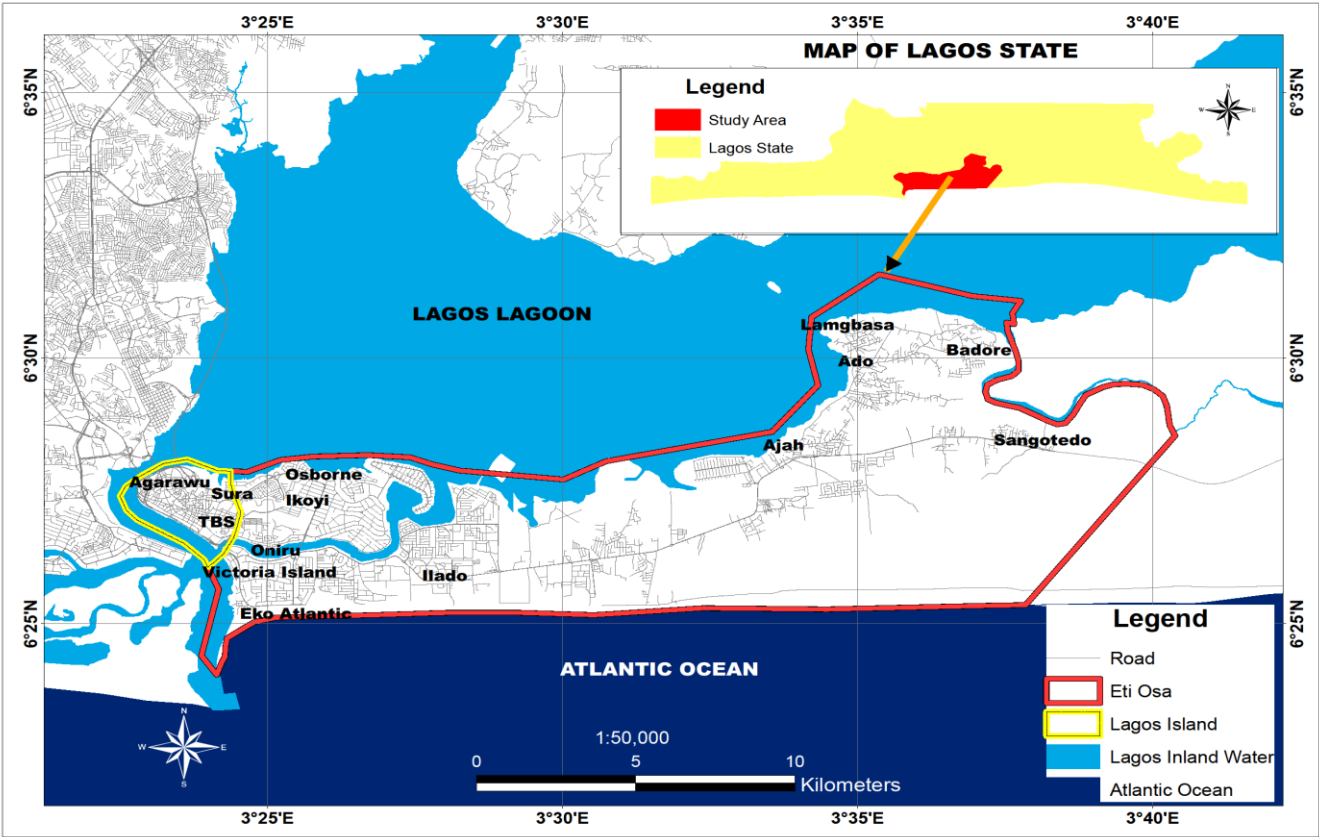 3°25'E 3°30'E 3°35'E 3°40'E
MAP OF LAGOS STATE
6°35'N 6°35'N
Legend
Study Area
Lagos State
N
W E
S
LAGOS LAGOON
Lamgbasa
Badore
Ado
6°30'N 6°30'N
Sangotedo
Ajah
Osborne
Agarawu
Sura
Ikoyi
TBS
Oniru
Victoria Island
Ilado
Eko Atlantic
6°25'N 6°25'N
Legend
Road
Eti Osa
Lagos Island
Lagos Inland Water
Atlantic Ocean
ATLANTIC OCEAN
N
W E
S
1:50,000
0 5 10
Kilometers
3°25'E 3°30'E 3°35'E 3°40'E